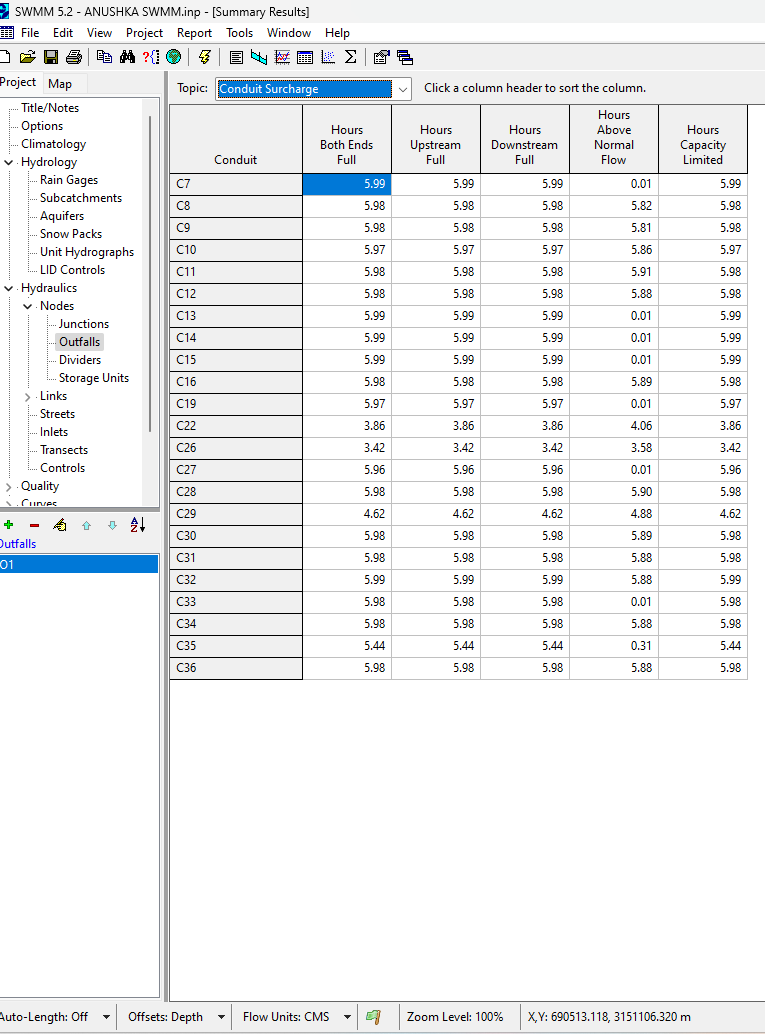 SWMM 5.2 - ANUSHKA SWMM.inp - [Summary Results]
File Edit View Project Report Tools Window Help
Project Map
Topic: Conduit Surcharge Click a column header to sort the column.
Title/Notes
Options
Climatology
Hydrology
Rain Gages
Subcatchments
Aquifers
Snow Packs
Unit Hydrographs
LID Controls
Hydraulics
Nodes
Junctions
Outfalls
Dividers
Storage Units
Links
Streets
Inlets
Transects
Controls
Quality
Curves
Outfalls
O1
Conduit Hours Both Ends Full Hours Upstream Full Hours Downstream Full Hours Above Normal Flow Hours Capacity Limited
C7 5.99 5.99 5.99 0.01 5.99
C8 5.98 5.98 5.98 5.82 5.98
C9 5.98 5.98 5.98 5.81 5.98
C10 5.97 5.97 5.97 5.86 5.97
C11 5.98 5.98 5.98 5.91 5.98
C12 5.98 5.98 5.98 5.88 5.98
C13 5.99 5.99 5.99 0.01 5.99
C14 5.99 5.99 5.99 0.01 5.99
C15 5.99 5.99 5.99 0.01 5.99
C16 5.98 5.98 5.98 5.89 5.98
C19 5.97 5.97 5.97 0.01 5.97
C22 3.86 3.86 3.86 4.06 3.86
C26 3.42 3.42 3.42 3.58 3.42
C27 5.96 5.96 5.96 0.01 5.96
C28 5.98 5.98 5.98 5.90 5.98
C29 4.62 4.62 4.62 4.88 4.62
C30 5.98 5.98 5.98 5.89 5.98
C31 5.98 5.98 5.98 5.88 5.98
C32 5.99 5.99 5.99 5.88 5.99
C33 5.98 5.98 5.98 0.01 5.98
C34 5.98 5.98 5.98 5.88 5.98
C35 5.44 5.44 5.44 0.31 5.44
C36 5.98 5.98 5.98 5.88 5.98
Auto-Length: Off Offsets: Depth Flow Units: CMS Zoom Level: 100% X,Y: 690513.118, 3151106.320 m